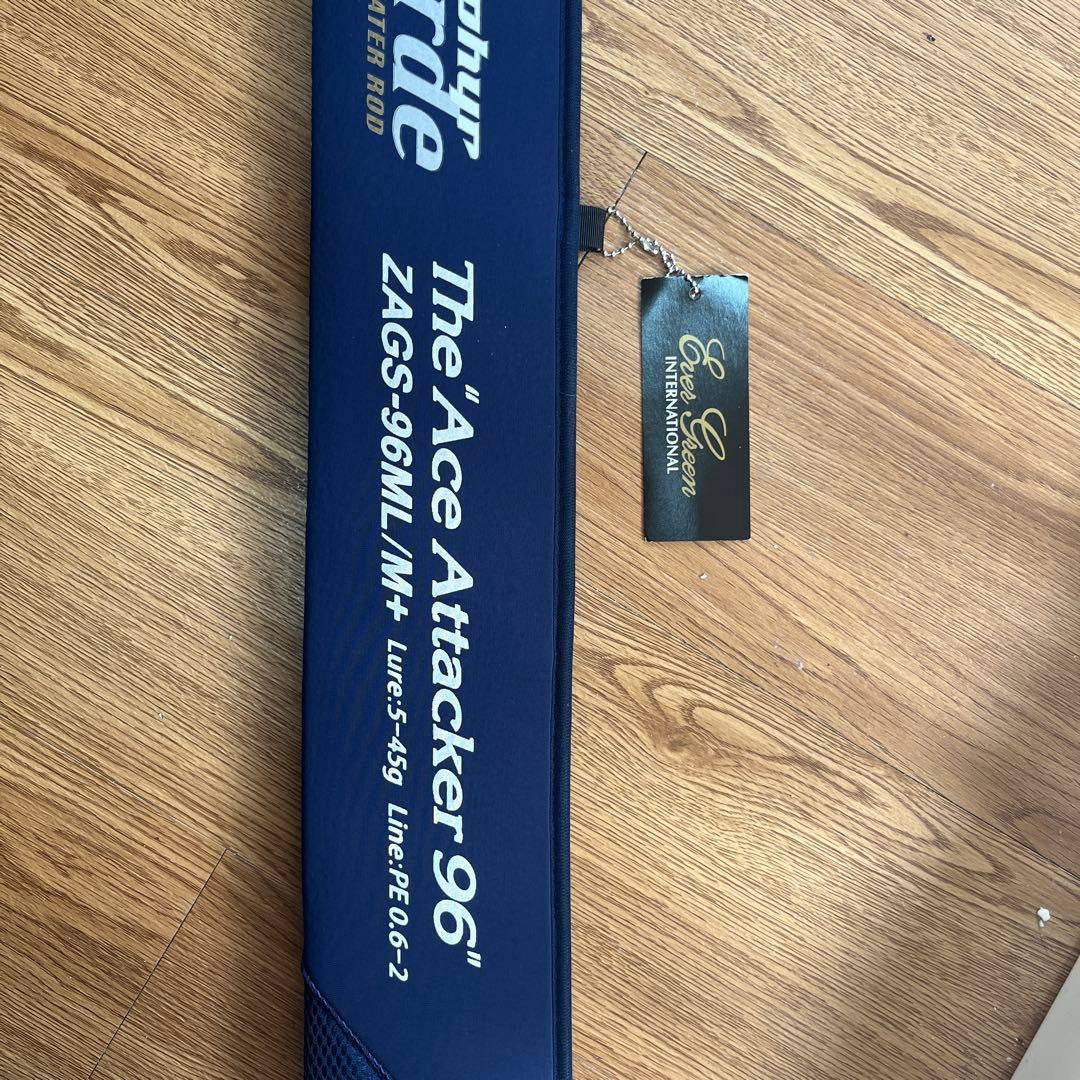 phyr
rde
ATER ROD
The "Ace Attacker 96"
ZAGS-96ML/M+ Lure:5-45g Line:PE 0.6-2
Ever Green
INTERNATIONAL